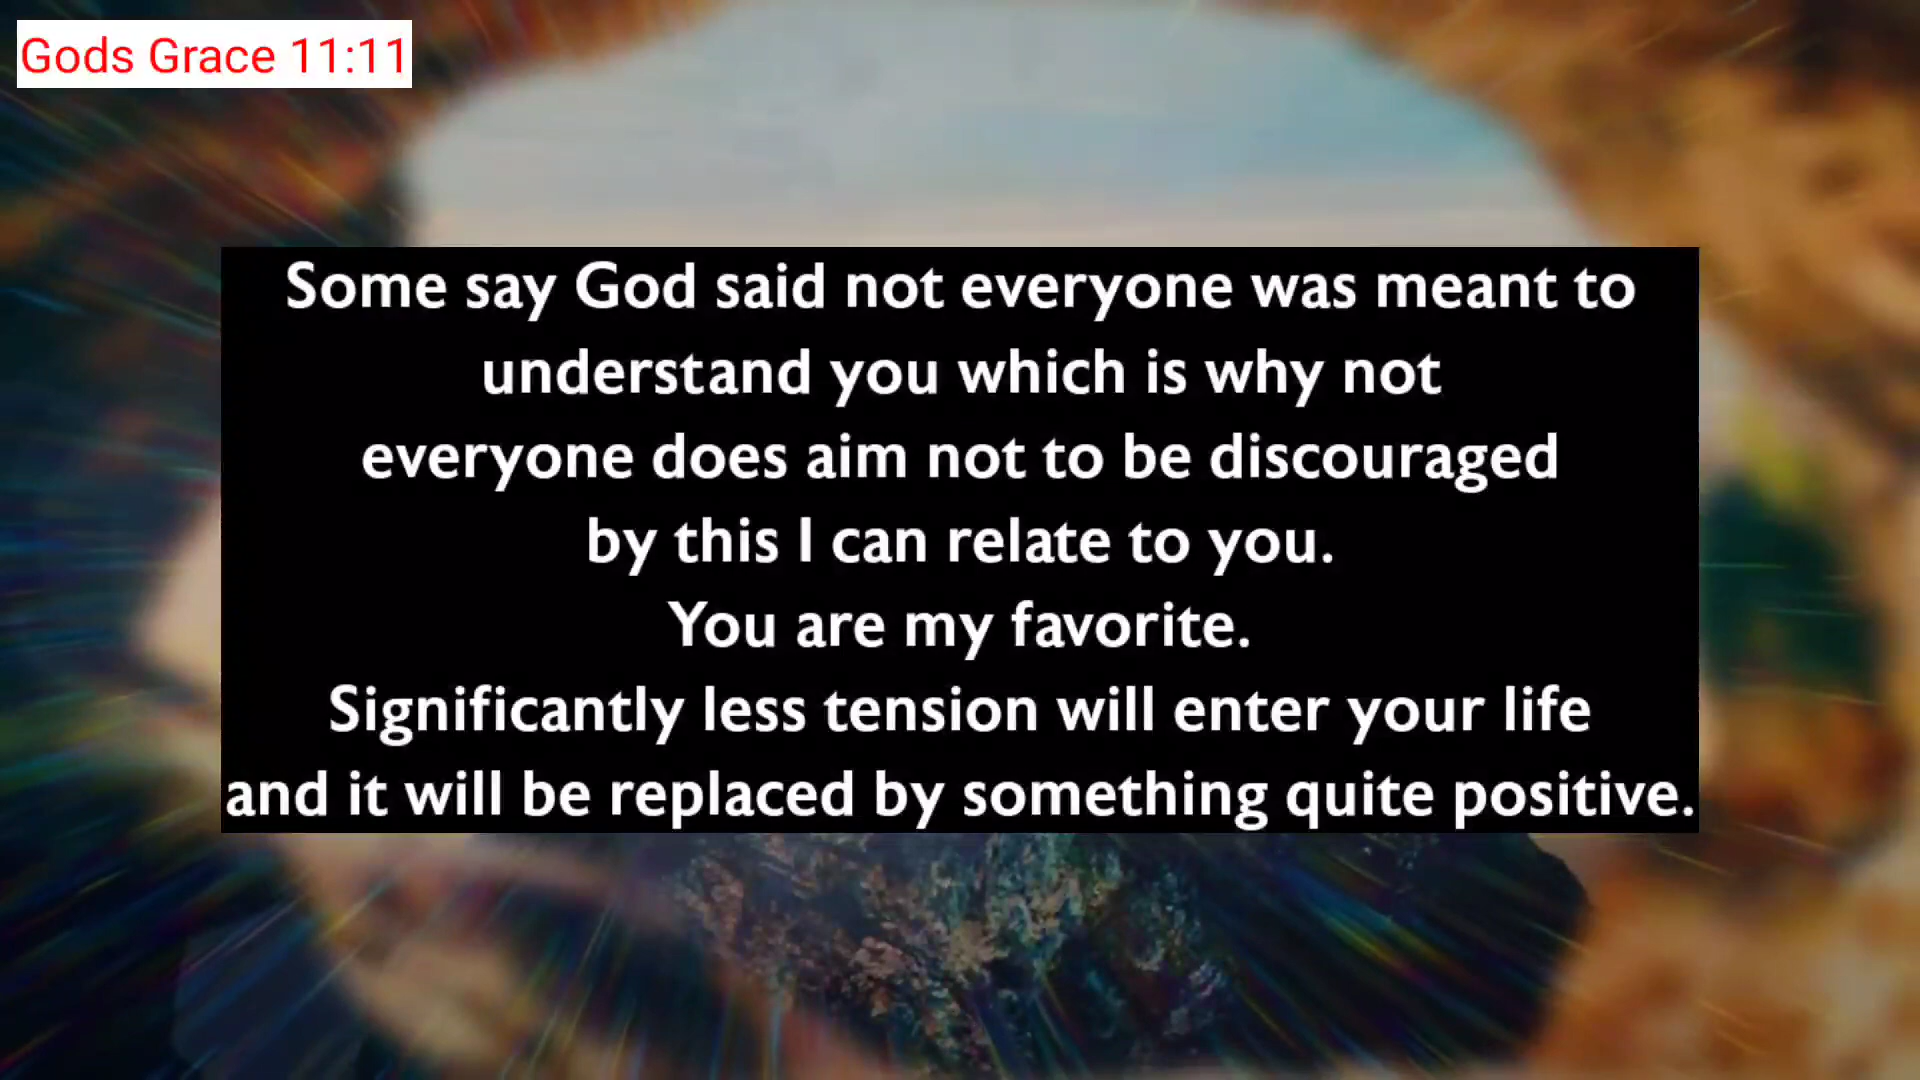 Gods Grace 11:11
Some say God said not everyone was meant to
understand you which is why not
everyone does aim not to be discouraged
by this I can relate to you.
You are my favorite.
Significantly less tension will enter your life
and it will be replaced by something quite positive.